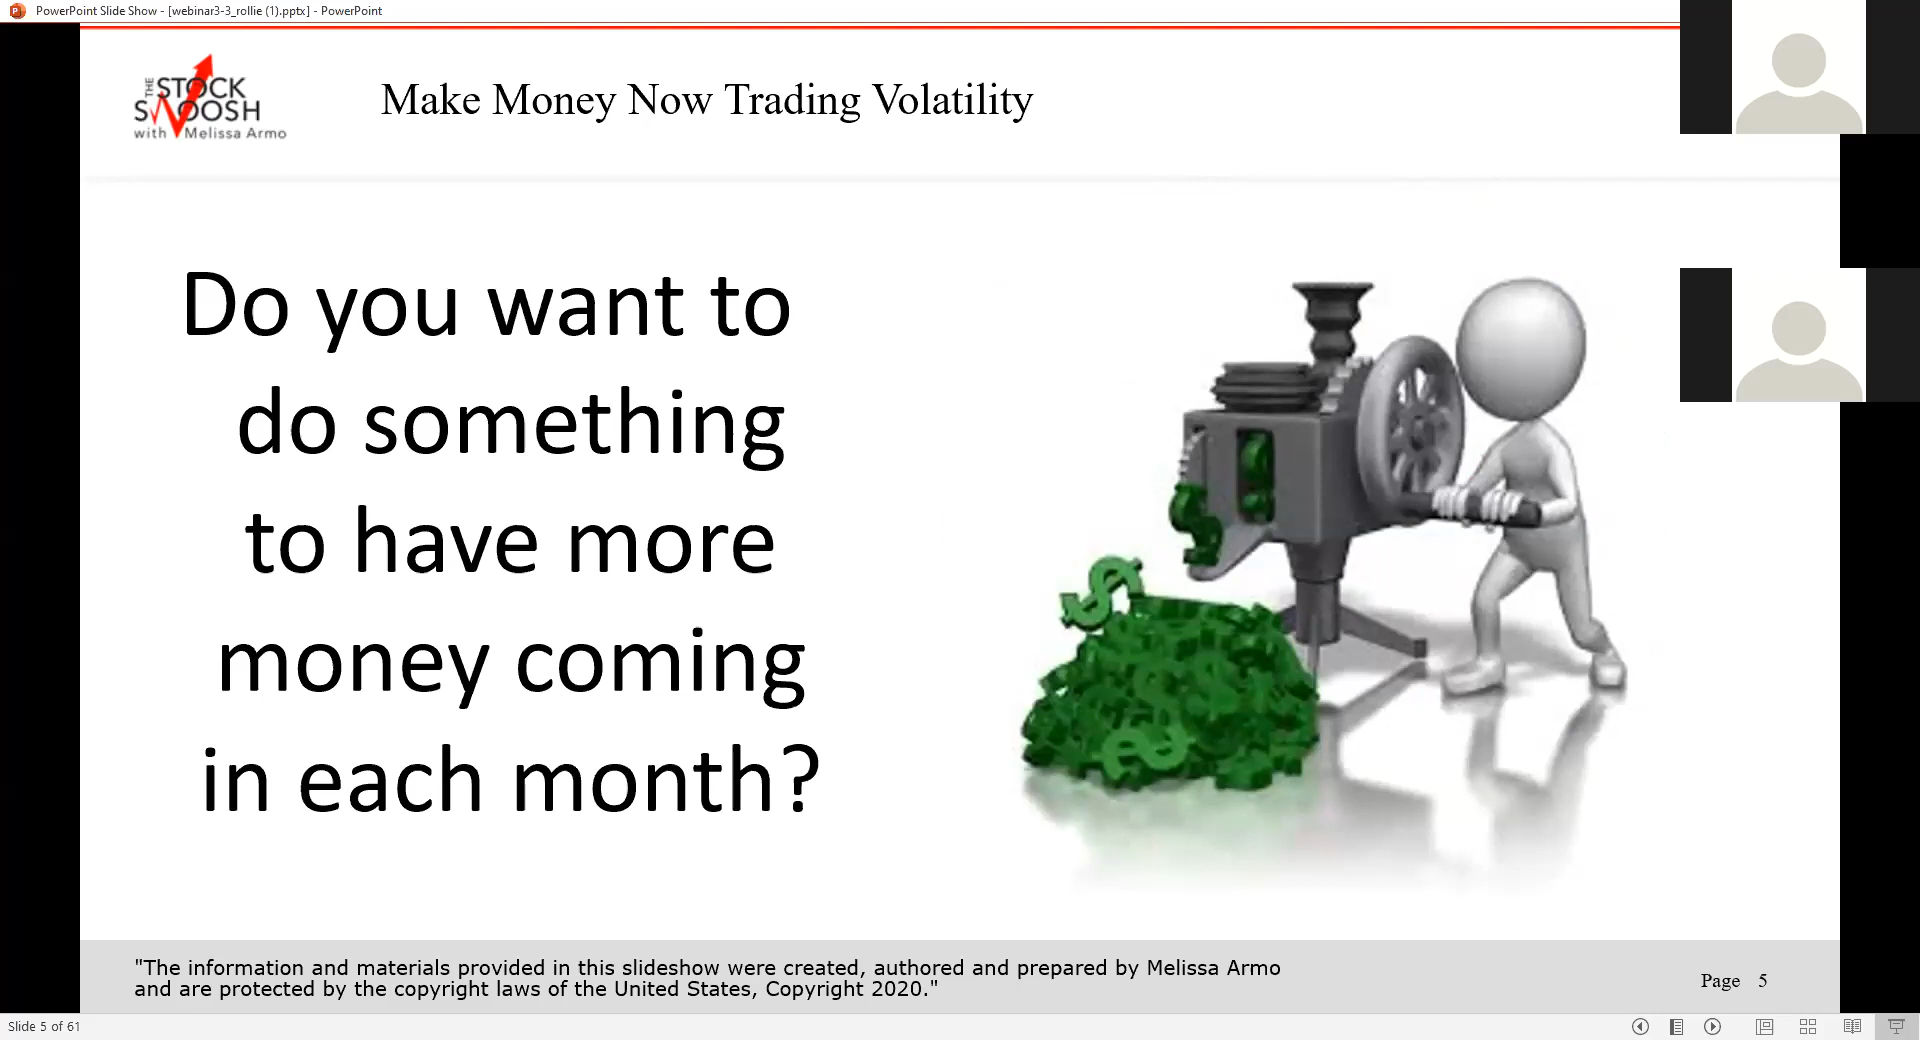 PowerPoint Slide Show - [webinar3-3_rollie (1).pptx] - PowerPoint
THE
STOCK
SWOOSH
with Melissa Armo
Make Money Now Trading Volatility
Do you want to
do something
to have more
money coming
in each month?
"The information and materials provided in this slideshow were created, authored and prepared by Melissa Armo
and are protected by the copyright laws of the United States, Copyright 2020."
Page 5
Slide 5 of 61